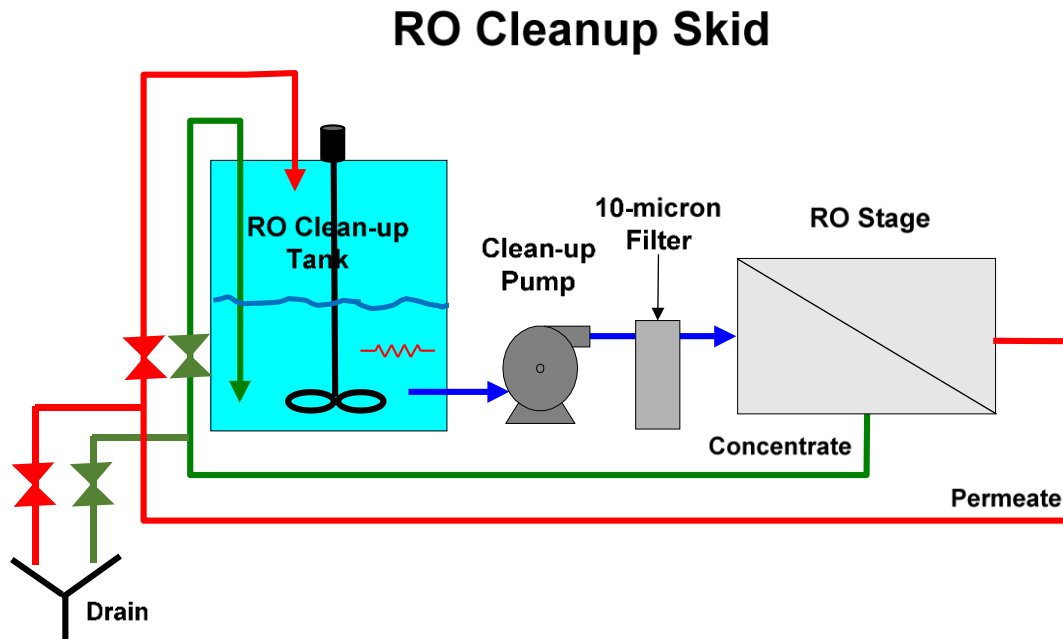 RO Cleanup Skid
RO Clean-up
Tank
Clean-up
Pump
10-micron
Filter
RO Stage
Concentrate
Permeate
Drain